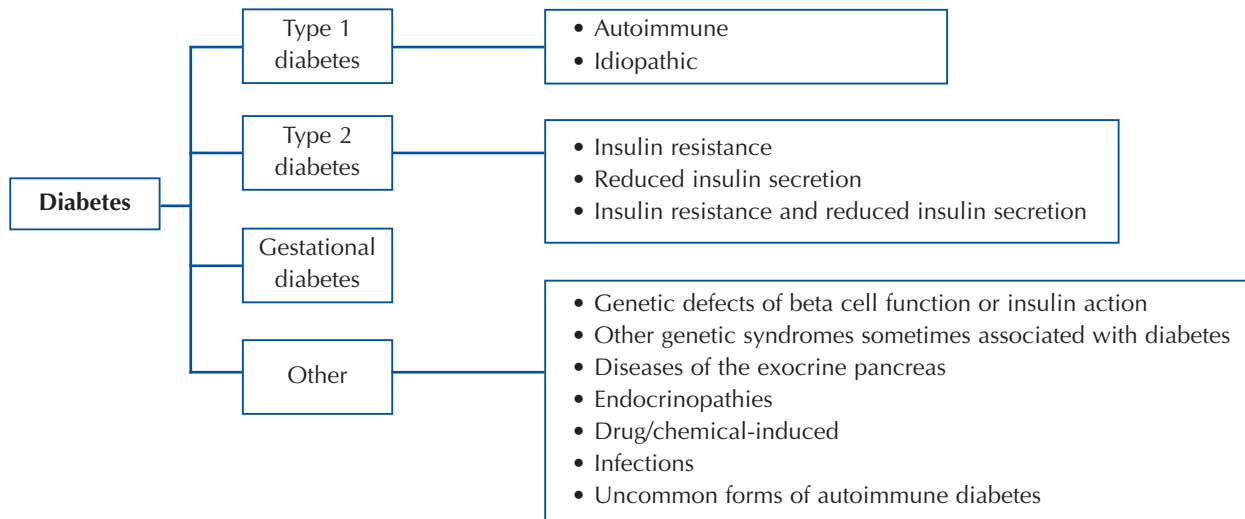 Diabetes
Type 1
diabetes
• Autoimmune
• Idiopathic
Type 2
diabetes
• Insulin resistance
• Reduced insulin secretion
• Insulin resistance and reduced insulin secretion
Gestational
diabetes
Other
• Genetic defects of beta cell function or insulin action
• Other genetic syndromes sometimes associated with diabetes
• Diseases of the exocrine pancreas
• Endocrinopathies
• Drug/chemical-induced
• Infections
• Uncommon forms of autoimmune diabetes